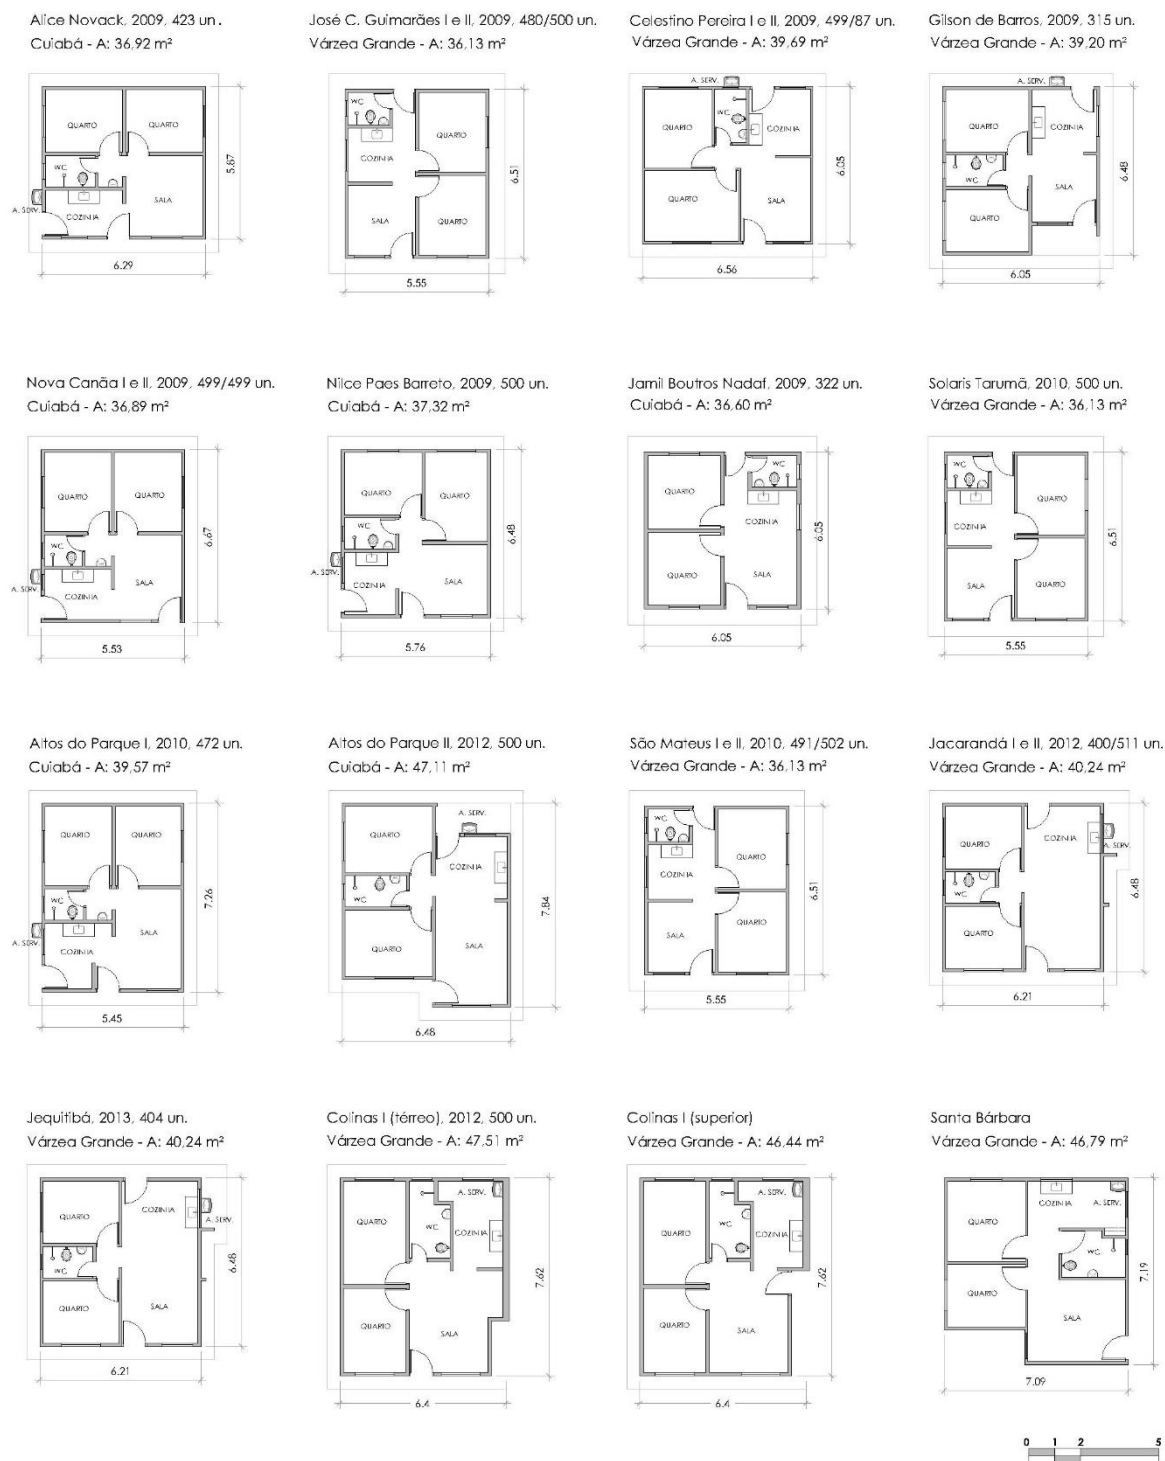 Alice Novack, 2009, 423 un.
Cuiabá - A: 36,92 m²
QUARTO
QUARTO
WC
A. SERV.
COZINHA
SALA
5.87
6.29
José C. Guimarães I e II, 2009, 480/500 un.
Várzea Grande - A: 36,13 m²
WC
COZINHA
QUARTO
SALA
QUARTO
6.51
5.55
Celestino Pereira I e II, 2009, 499/87 un.
Várzea Grande - A: 39,69 m²
A. SERV.
QUARTO
WC
COZINHA
QUARTO
SALA
6.05
6.56
Gilson de Barros, 2009, 315 un.
Várzea Grande - A: 39,20 m²
A. SERV.
QUARTO
COZINHA
WC
SALA
QUARTO
6.48
6.05
Nova Canãa I e II, 2009, 499/499 un.
Cuiabá - A: 36,89 m²
QUARTO
QUARTO
WC
A. SERV.
COZINHA
SALA
6.67
5.53
Nilce Paes Barreto, 2009, 500 un.
Cuiabá - A: 37,32 m²
QUARTO
QUARTO
WC
A. SERV.
COZINHA
SALA
6.48
5.76
Jamil Boutros Nadaf, 2009, 322 un.
Cuiabá - A: 36,60 m²
QUARTO
WC
COZINHA
QUARTO
SALA
6.05
6.05
Solaris Tarumã, 2010, 500 un.
Várzea Grande - A: 36,13 m²
WC
QUARTO
COZINHA
SALA
QUARTO
6.51
5.55
Altos do Parque I, 2010, 472 un.
Cuiabá - A: 39,57 m²
QUARTO
QUARTO
WC
A. SERV.
COZINHA
SALA
7.26
5.45
Altos do Parque II, 2012, 500 un.
Cuiabá - A: 47,11 m²
A. SERV.
QUARTO
COZINHA
WC
QUARTO
SALA
7.84
6.48
São Mateus I e II, 2010, 491/502 un.
Várzea Grande - A: 36,13 m²
WC
QUARTO
COZINHA
SALA
QUARTO
6.51
5.55
Jacarandá I e II, 2012, 400/511 un.
Várzea Grande - A: 40,24 m²
QUARTO
COZINHA
A. SERV.
WC
QUARTO
SALA
6.48
6.21
Jequitibá, 2013, 404 un.
Várzea Grande - A: 40,24 m²
QUARTO
COZINHA
A. SERV.
WC
QUARTO
SALA
6.48
6.21
Colinas I (térreo), 2012, 500 un.
Várzea Grande - A: 47,51 m²
A. SERV.
QUARTO
WC
COZINHA
QUARTO
SALA
7.62
6.4
Colinas I (superior)
Várzea Grande - A: 46,44 m²
A. SERV.
QUARTO
WC
COZINHA
QUARTO
SALA
7.62
6.4
Santa Bárbara
Várzea Grande - A: 46,79 m²
COZINHA
A. SERV.
QUARTO
WC
QUARTO
SALA
7.19
7.09
0 1 2 5